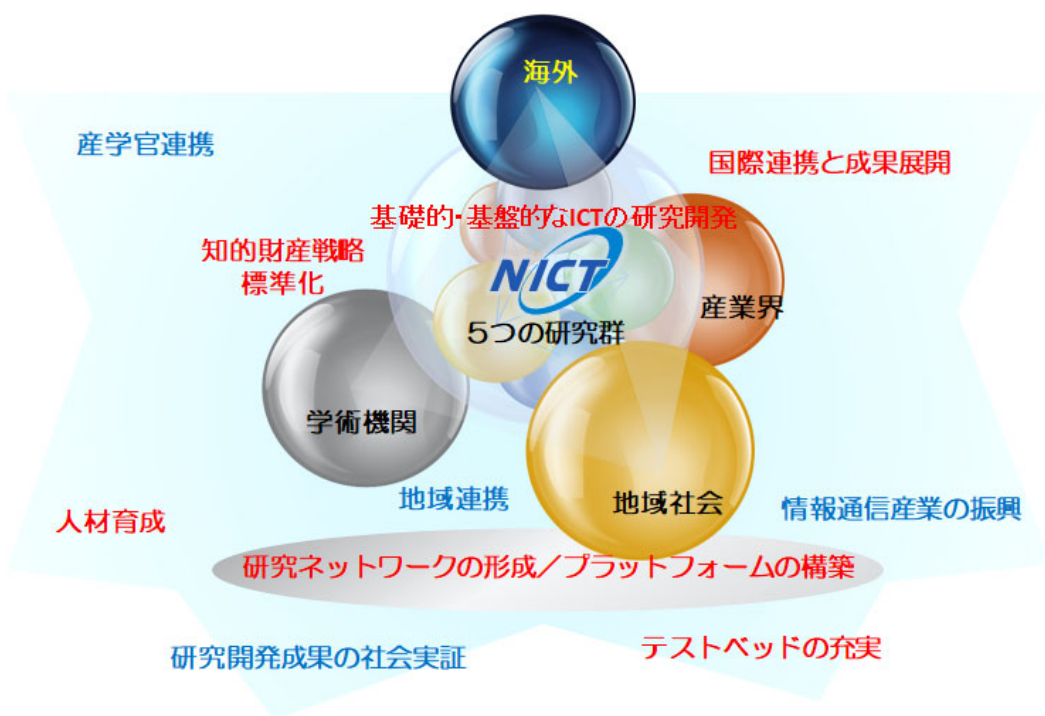 海外
産学官連携
国際連携と成果展開
基礎的・基盤的なICTの研究開発
知的財産戦略
標準化
NICT
産業界
５つの研究群
学術機関
地域連携
地域社会
情報通信産業の振興
人材育成
研究ネットワークの形成／プラットフォームの構築
テストベッドの充実
研究開発成果の社会実証